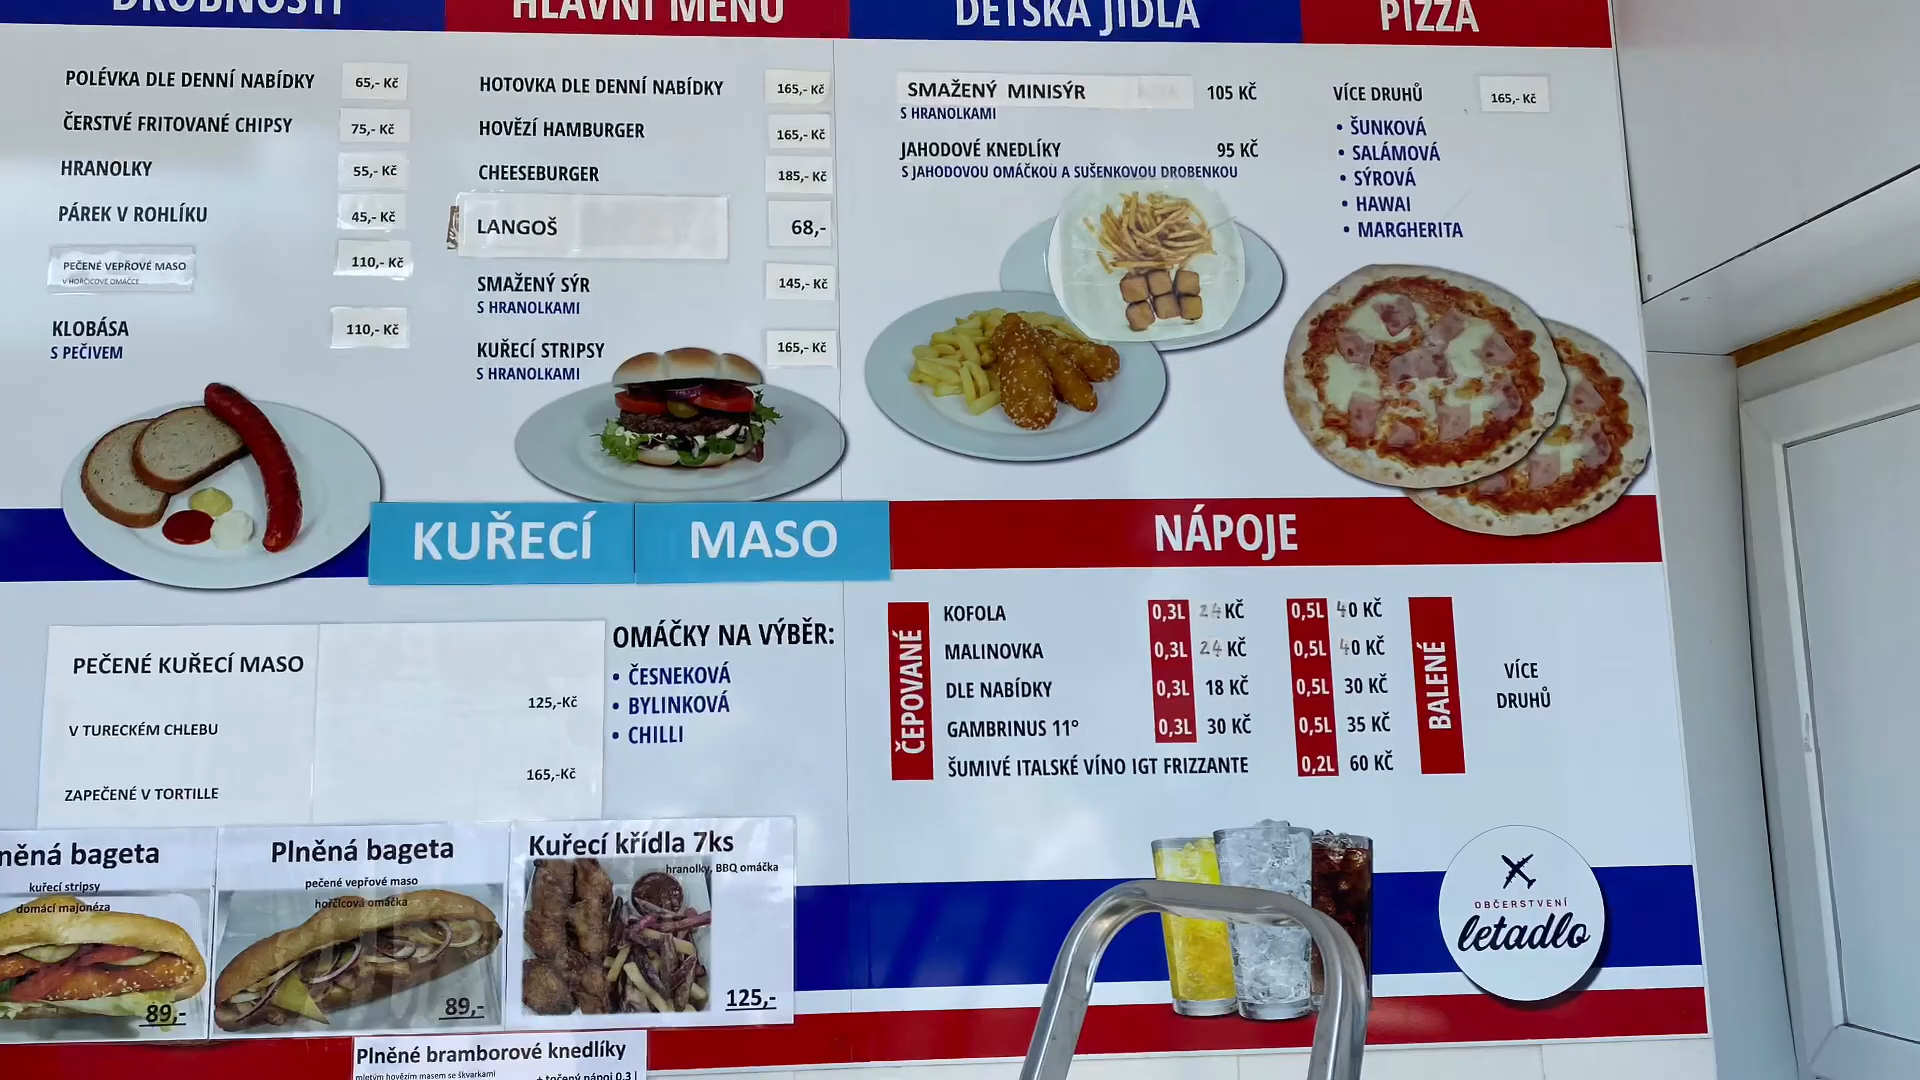 DROBNOSTI
POLÉVKA DLE DENNÍ NABÍDKY 65,- Kč
ČERSTVÉ FRITOVANÉ CHIPSY 75,- Kč
HRANOLKY 55,- Kč
PÁREK V ROHLÍKU 45,- Kč
PEČENÉ VEPŘOVÉ MASO 110,- Kč
V HOŘČICOVÉ OMÁČCE
KLOBÁSA 110,- Kč
S PEČIVEM
HLAVNÍ MENU
HOTOVKA DLE DENNÍ NABÍDKY 165,- Kč
HOVĚZÍ HAMBURGER 165,- Kč
CHEESEBURGER 185,- Kč
LANGOŠ 68,-
SMAŽENÝ SÝR 145,- Kč
S HRANOLKAMI
KUŘECÍ STRIPSY 165,- Kč
S HRANOLKAMI
DĚTSKÁ JÍDLA
SMAŽENÝ MINISÝR 105 KČ
S HRANOLKAMI
JAHODOVÉ KNEDLÍKY 95 KČ
S JAHODOVOU OMÁČKOU A SUŠENKOVOU DROBENKOU
PIZZA
VÍCE DRUHŮ 165,- Kč
• ŠUNKOVÁ
• SALÁMOVÁ
• SÝROVÁ
• HAWAI
• MARGHERITA
KUŘECÍ MASO
PEČENÉ KUŘECÍ MASO
125,-Kč
V TURECKÉM CHLEBU
165,-Kč
ZAPEČENÉ V TORTILLE
OMÁČKY NA VÝBĚR:
• ČESNEKOVÁ
• BYLINKOVÁ
• CHILLI
NÁPOJE
ČEPOVANÉ
KOFOLA 0,3L 24 KČ 0,5L 40 KČ
MALINOVKA 0,3L 24 KČ 0,5L 40 KČ
DLE NABÍDKY 0,3L 18 KČ 0,5L 30 KČ
GAMBRINUS 11° 0,3L 30 KČ 0,5L 35 KČ
ŠUMIVÉ ITALSKÉ VÍNO IGT FRIZZANTE 0,2L 60 KČ
BALENÉ
VÍCE
DRUHŮ
něná bageta
kuřecí stripsy
domácí majonéza
89,-
Plněná bageta
pečené vepřové maso
hořčicová omáčka
89,-
Kuřecí křídla 7ks
hranolky, BBQ omáčka
125,-
Plněné bramborové knedlíky
mletým hovězím masem se škvarkami
+ točený nápoj 0,3 l
OBČERSTVENÍ
letadlo